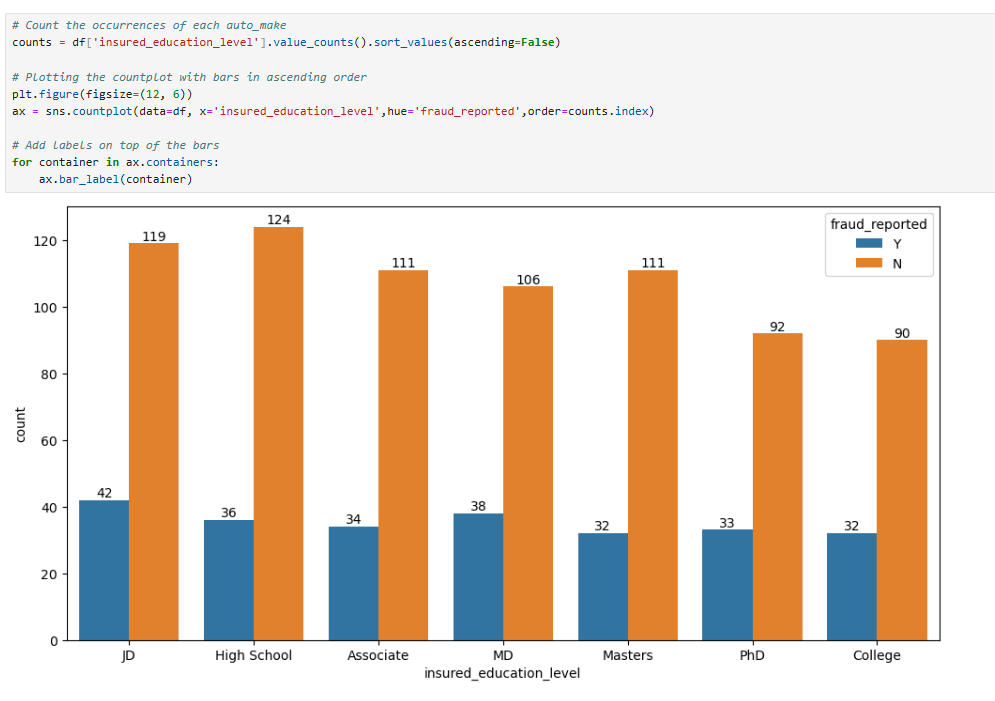 # Count the occurrences of each auto_make
counts = df['insured_education_level'].value_counts().sort_values(ascending=False)
# Plotting the countplot with bars in ascending order
plt.figure(figsize=(12, 6))
ax = sns.countplot(data=df, x='insured_education_level',hue='fraud_reported',order=counts.index)
# Add labels on top of the bars
for container in ax.containers:
    ax.bar_label(container)
fraud_reported
Y
N
count
120
100
80
60
40
20
0
42
119
36
124
34
111
38
106
32
111
33
92
32
90
JD
High School
Associate
MD
Masters
PhD
College
insured_education_level